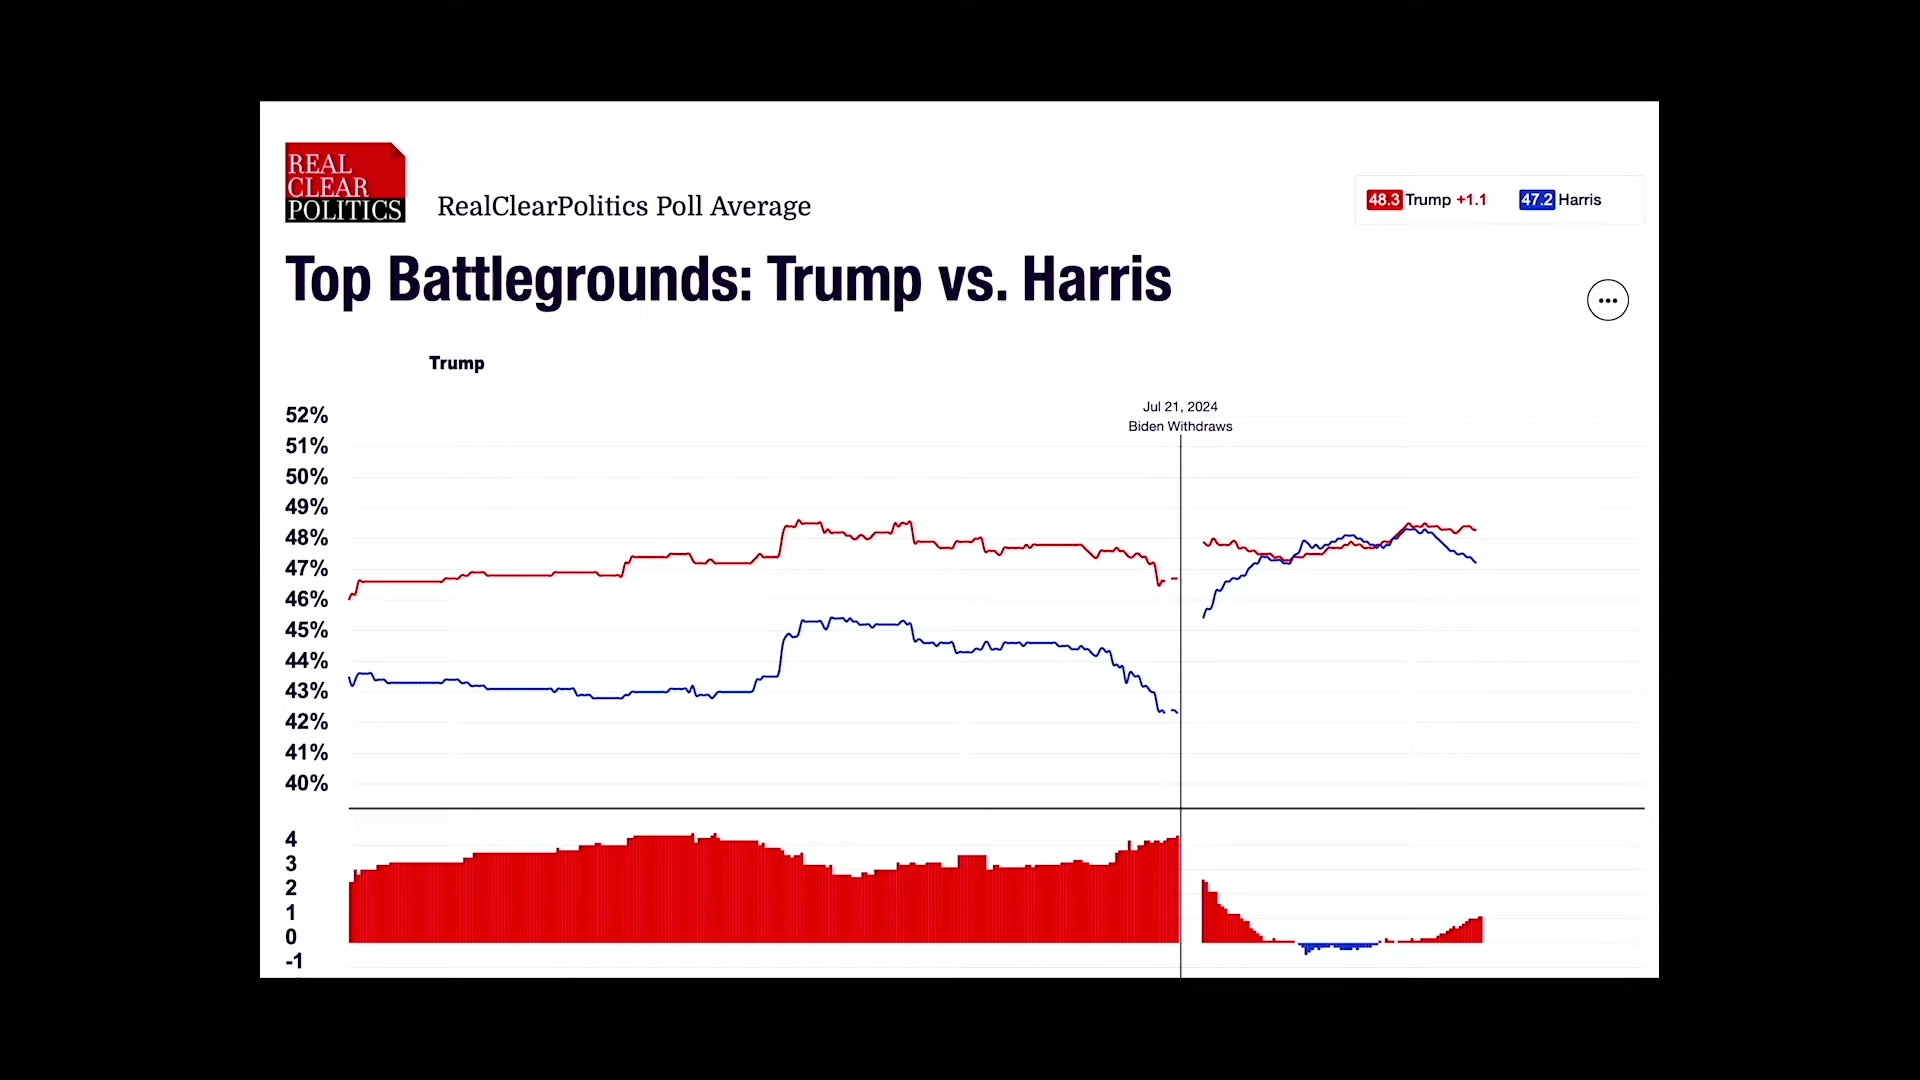 REAL
CLEAR
POLITICS
RealClearPolitics Poll Average
48.3 Trump +1.1 47.2 Harris
Top Battlegrounds: Trump vs. Harris
Trump
Jul 21, 2024
Biden Withdraws
52%
51%
50%
49%
48%
47%
46%
45%
44%
43%
42%
41%
40%
4
3
2
1
0
-1